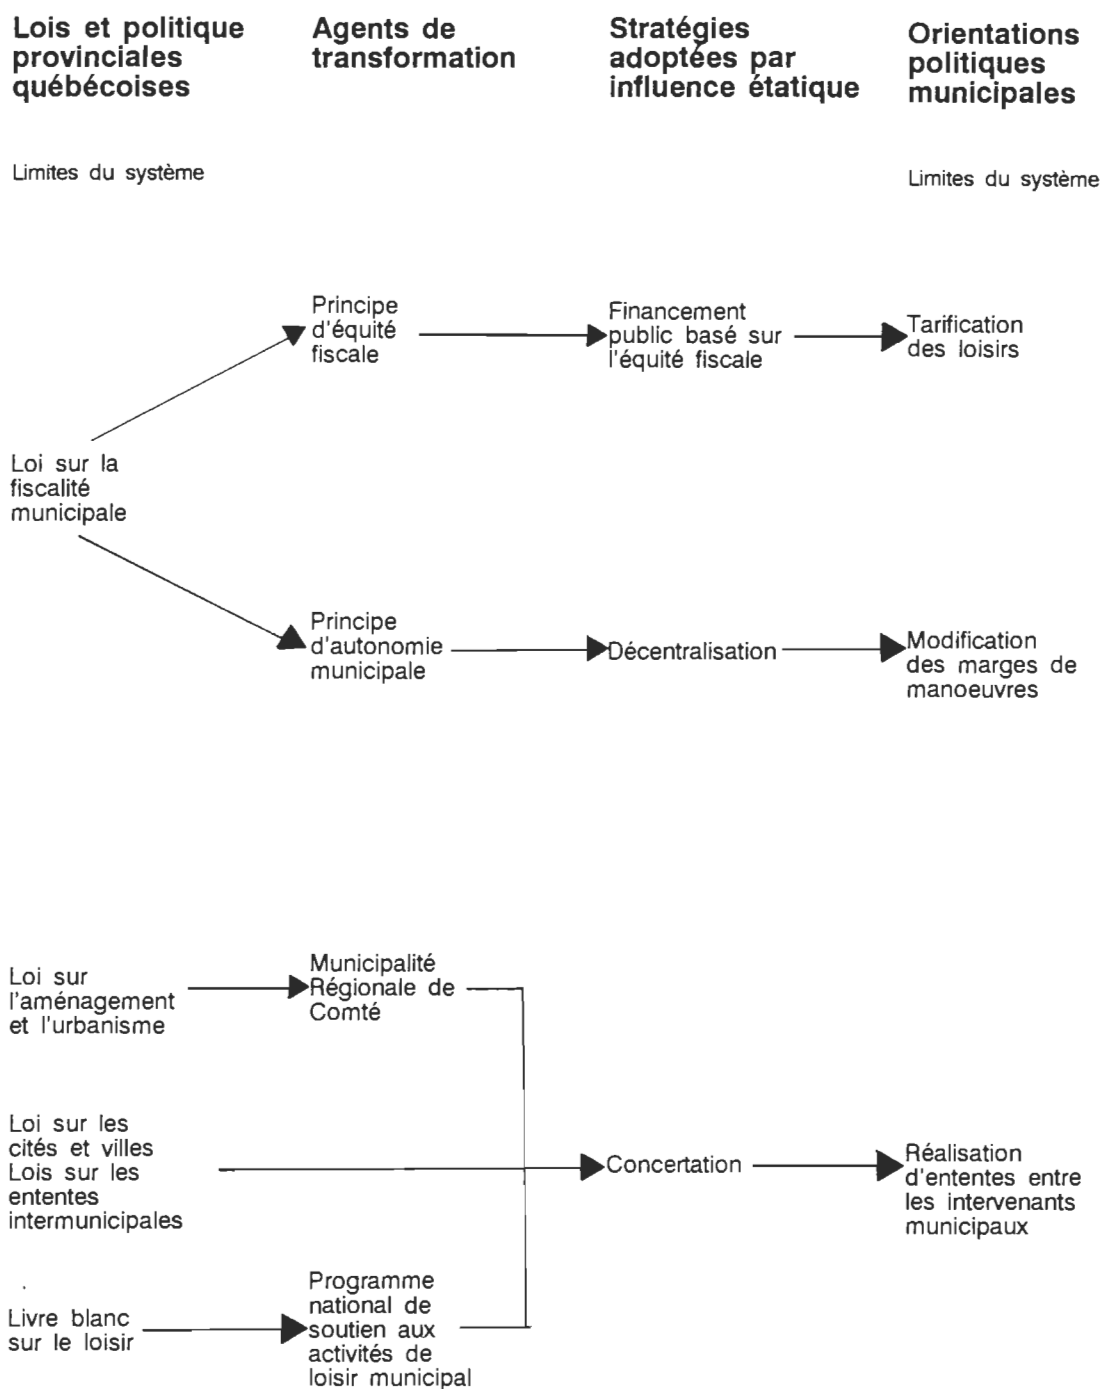 Lois et politique
provinciales
québécoises
Agents de
transformation
Stratégies
adoptées par
influence étatique
Orientations
politiques
municipales
Limites du système
Limites du système
Principe
d'équité
fiscale
Financement
public basé sur
l'équité fiscale
Tarification
des loisirs
Loi sur la
fiscalité
municipale
Principe
d'autonomie
municipale
Décentralisation
Modification
des marges de
manoeuvres
Loi sur
l'aménagement
et l'urbanisme
Municipalité
Régionale de
Comté
Loi sur les
cités et villes
Lois sur les
ententes
intermunicipales
Concertation
Réalisation
d'ententes entre
les intervenants
municipaux
Livre blanc
sur le loisir
Programme
national de
soutien aux
activités de
loisir municipal